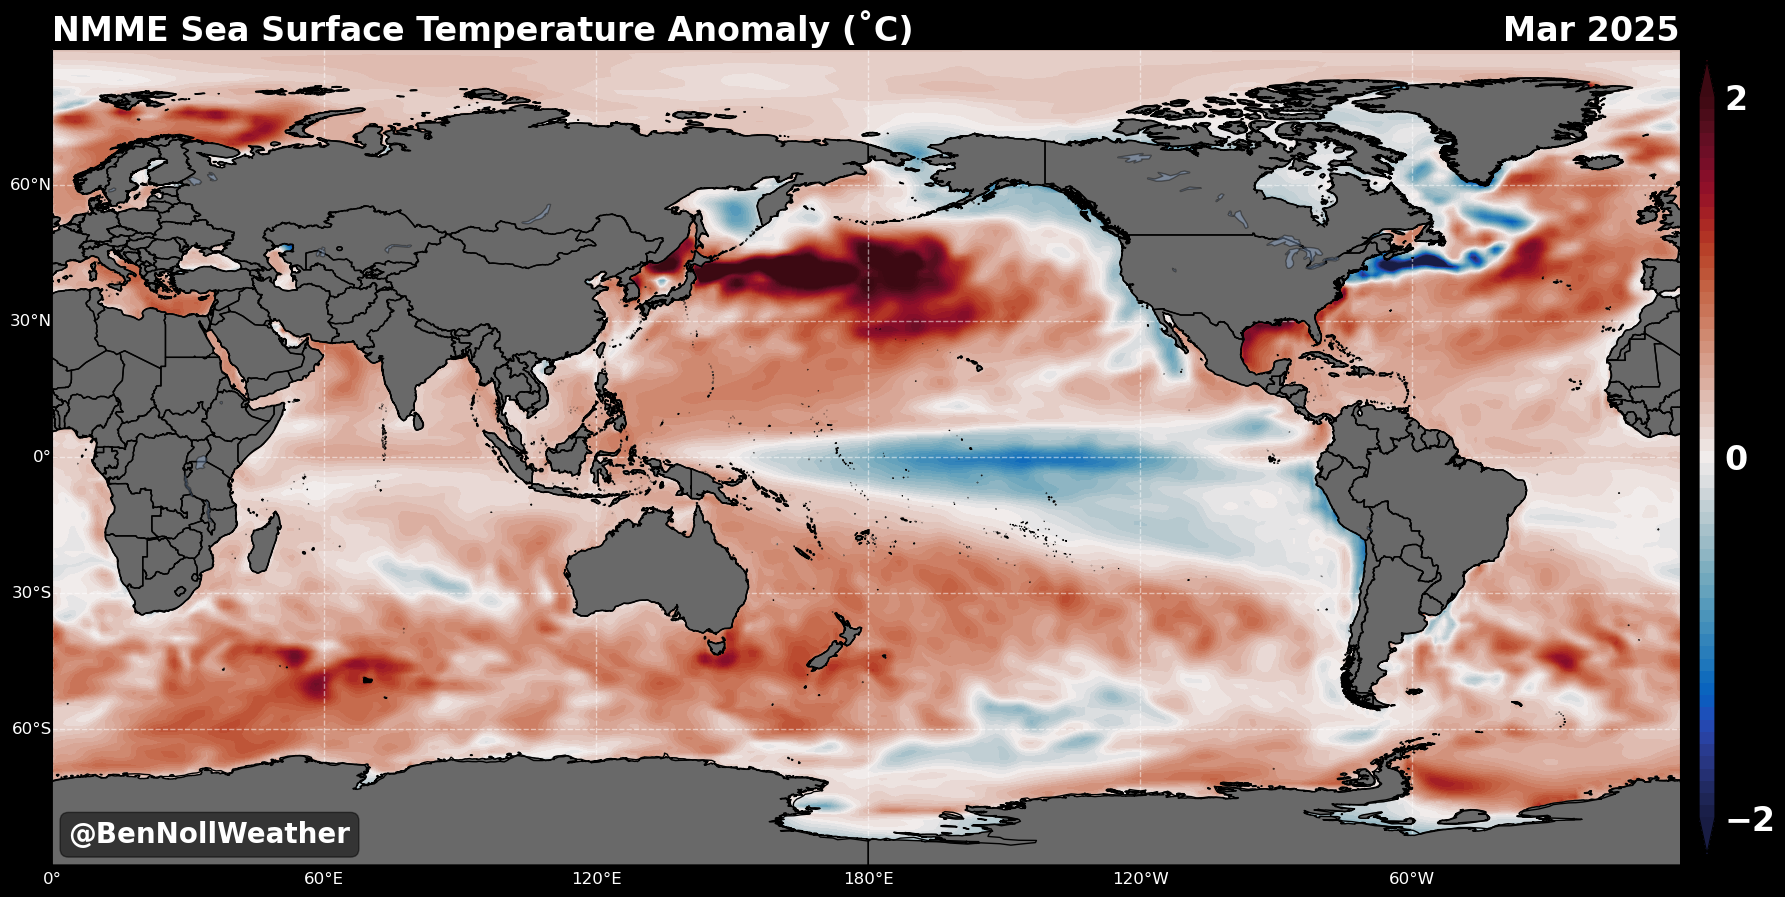 NMME Sea Surface Temperature Anomaly (˚C)
Mar 2025
2
0
−2
60°N
30°N
0°
30°S
60°S
@BenNollWeather
0°
60°E
120°E
180°E
120°W
60°W